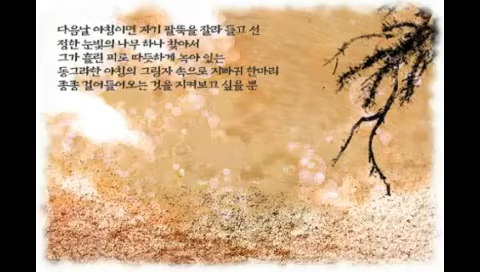 다음날 아침이면 자기 팔뚝을 잘라 들고 선
정한 눈빛의 나무 하나 찾아서
그가 흘린 피로 따뜻하게 녹아 있는
동그라한 아침의 그림자 속으로 지빠귀 한마리
종종 걸어들어오는 것을 지켜보고 싶을 뿐